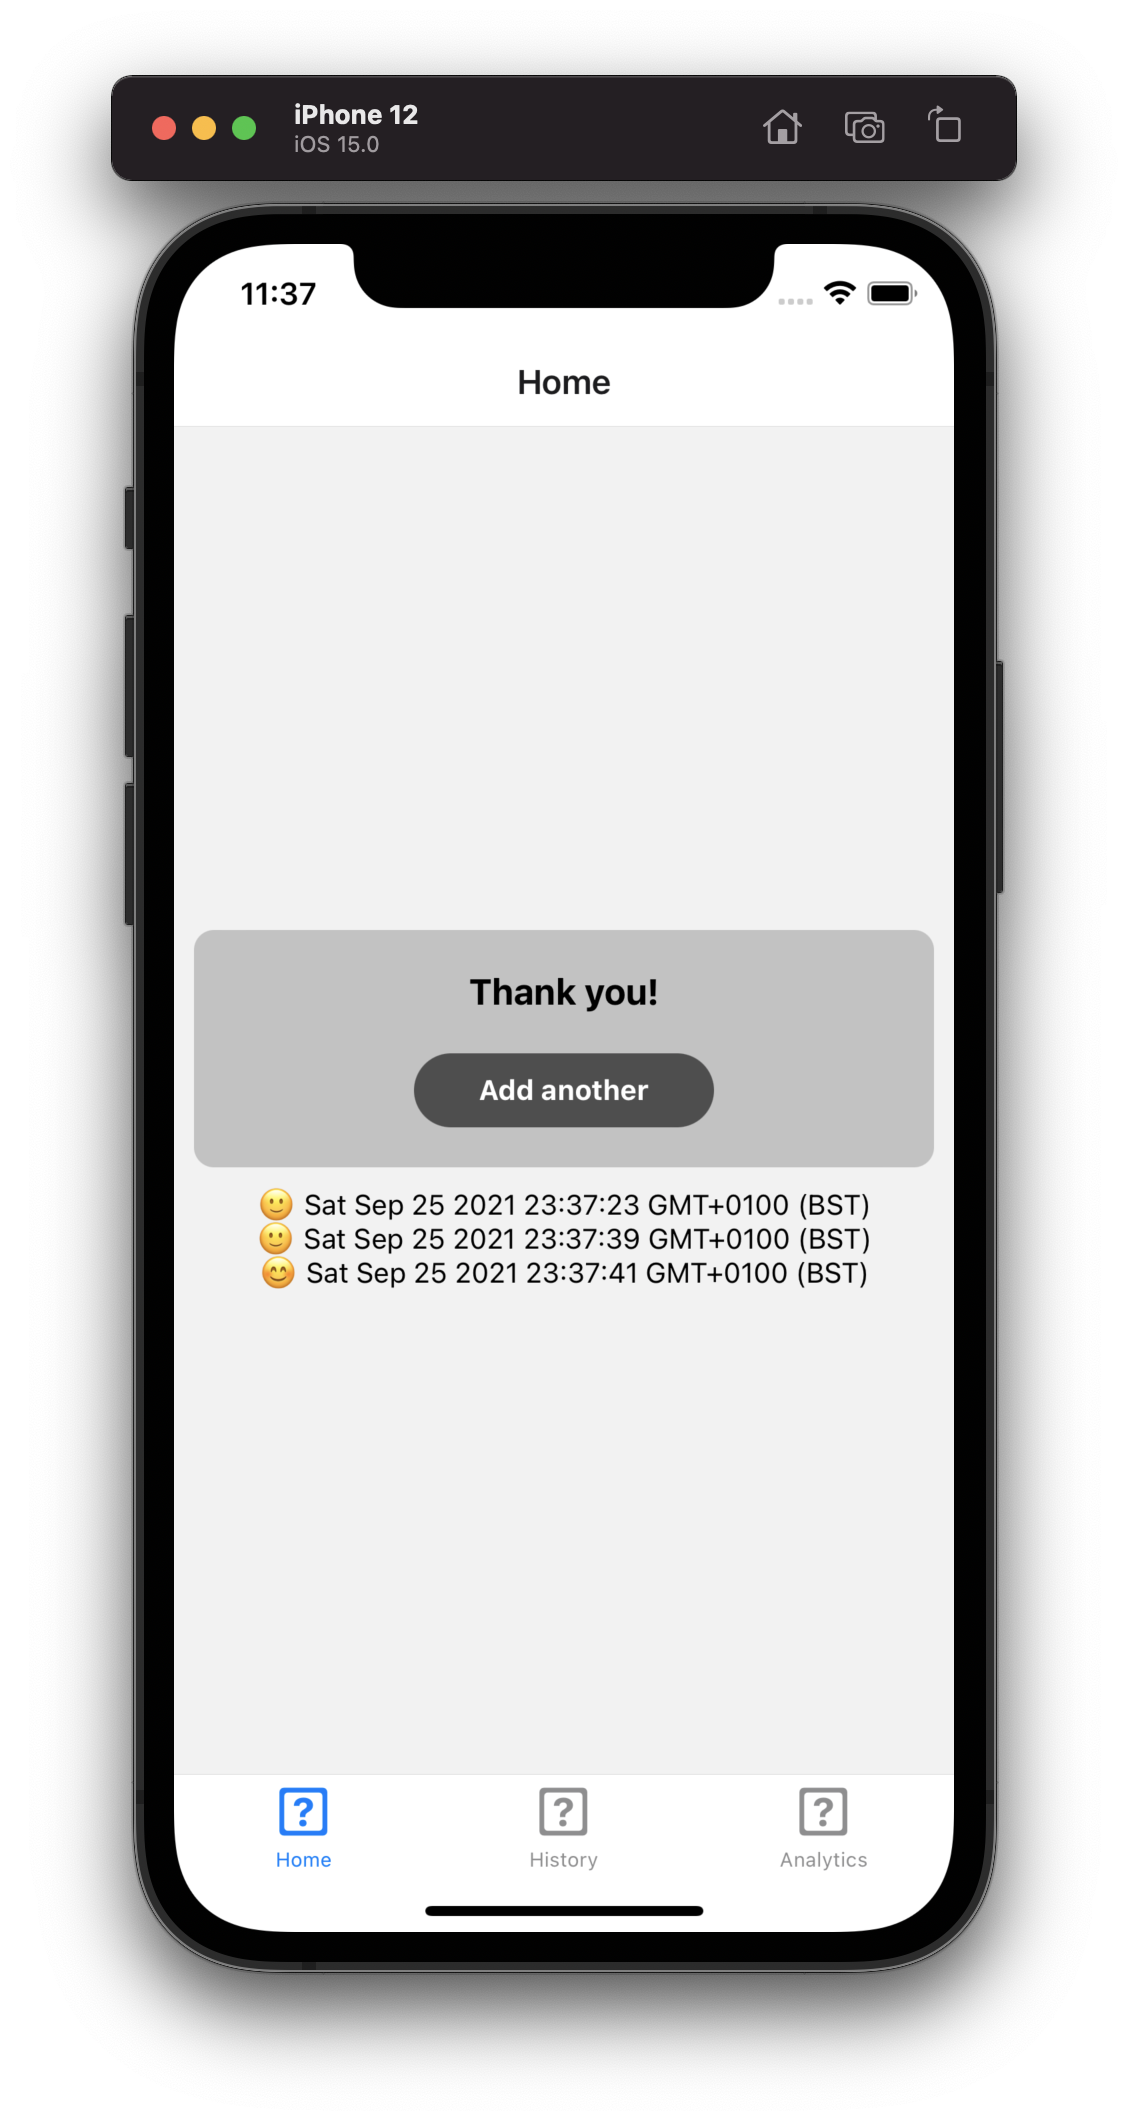 iPhone 12
iOS 15.0
11:37
Home
Thank you!
Add another
🙂 Sat Sep 25 2021 23:37:23 GMT+0100 (BST)
🙂 Sat Sep 25 2021 23:37:39 GMT+0100 (BST)
😊 Sat Sep 25 2021 23:37:41 GMT+0100 (BST)
? ? ?
Home History Analytics